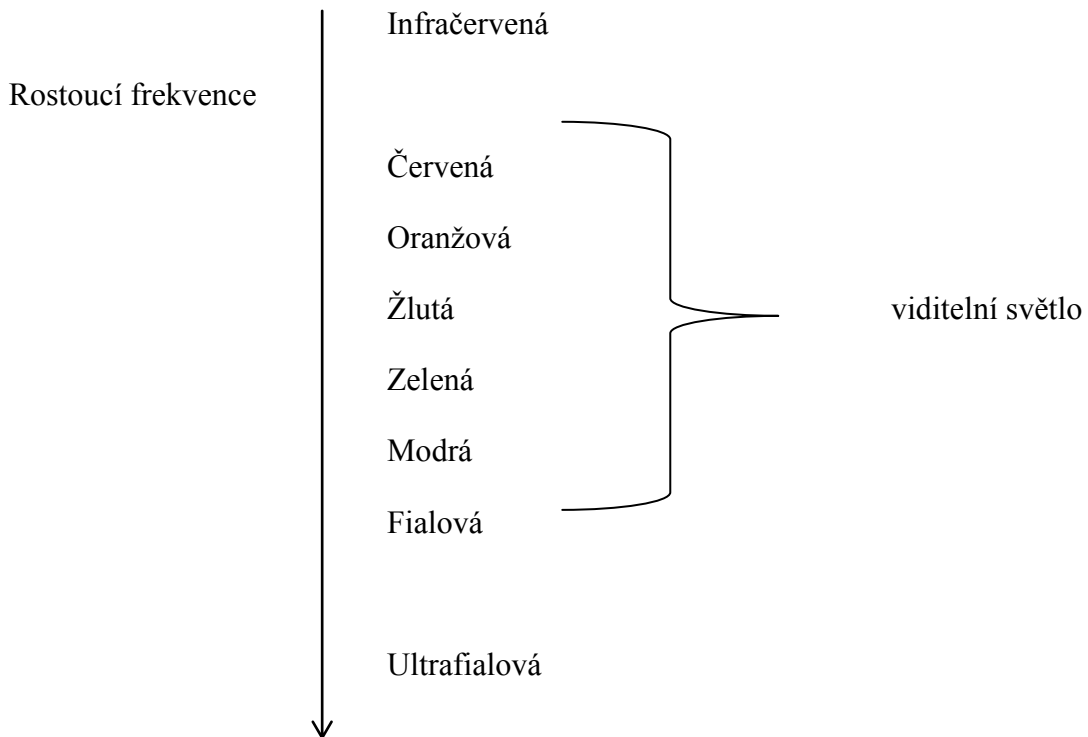 Infračervená
Rostoucí frekvence
Červená
Oranžová
Žlutá
viditelní světlo
Zelená
Modrá
Fialová
Ultrafialová